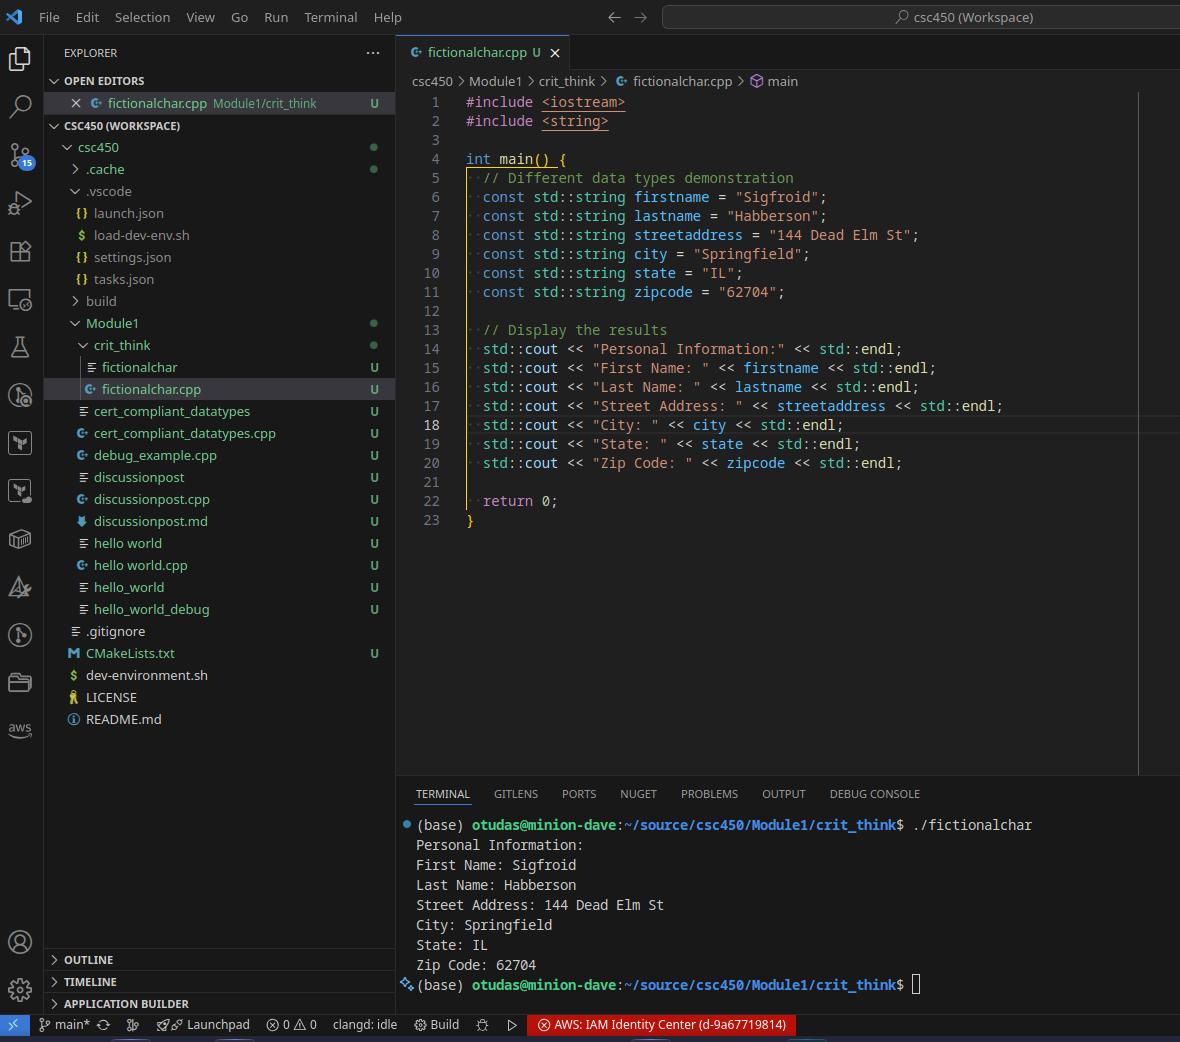 File Edit Selection View Go Run Terminal Help
csc450 (Workspace)
EXPLORER
OPEN EDITORS
fictionalchar.cpp Module1/crit_think U
CSC450 (WORKSPACE)
csc450
.cache
.vscode
launch.json
$ load-dev-env.sh
settings.json
tasks.json
build
Module1
crit_think
fictionalchar U
fictionalchar.cpp U
cert_compliant_datatypes U
cert_compliant_datatypes.cpp U
debug_example.cpp U
discussionpost U
discussionpost.cpp U
discussionpost.md U
hello world U
hello world.cpp U
hello_world U
hello_world_debug U
.gitignore
CMakeLists.txt U
$ dev-environment.sh
LICENSE
README.md
OUTLINE
TIMELINE
APPLICATION BUILDER
15
aws
fictionalchar.cpp U
csc450 > Module1 > crit_think > fictionalchar.cpp > main
1 #include <iostream>
2 #include <string>
3
4 int main() {
5 // Different data types demonstration
6 const std::string firstname = "Sigfroid";
7 const std::string lastname = "Habberson";
8 const std::string streetaddress = "144 Dead Elm St";
9 const std::string city = "Springfield";
10 const std::string state = "IL";
11 const std::string zipcode = "62704";
12
13 // Display the results
14 std::cout << "Personal Information:" << std::endl;
15 std::cout << "First Name: " << firstname << std::endl;
16 std::cout << "Last Name: " << lastname << std::endl;
17 std::cout << "Street Address: " << streetaddress << std::endl;
18 std::cout << "City: " << city << std::endl;
19 std::cout << "State: " << state << std::endl;
20 std::cout << "Zip Code: " << zipcode << std::endl;
21
22 return 0;
23 }
TERMINAL GITLENS PORTS NUGET PROBLEMS OUTPUT DEBUG CONSOLE
(base) otudas@minion-dave:~/source/csc450/Module1/crit_think$ ./fictionalchar
Personal Information:
First Name: Sigfroid
Last Name: Habberson
Street Address: 144 Dead Elm St
City: Springfield
State: IL
Zip Code: 62704
(base) otudas@minion-dave:~/source/csc450/Module1/crit_think$
main* Launchpad 0 0 clangd: idle Build AWS: IAM Identity Center (d-9a67719814)